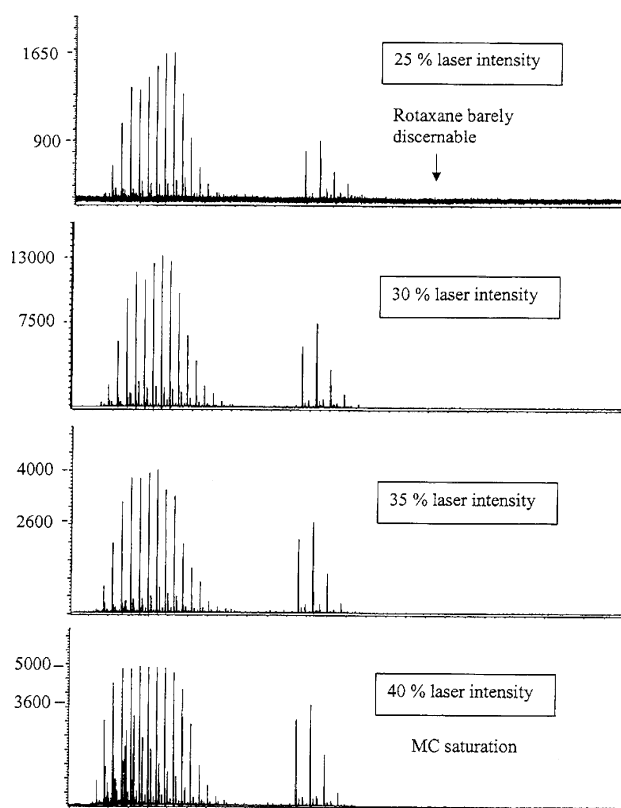 1650
900
25 % laser intensity
Rotaxane barely
discernable
13000
7500
30 % laser intensity
4000
2600
35 % laser intensity
5000
3600
40 % laser intensity
MC saturation